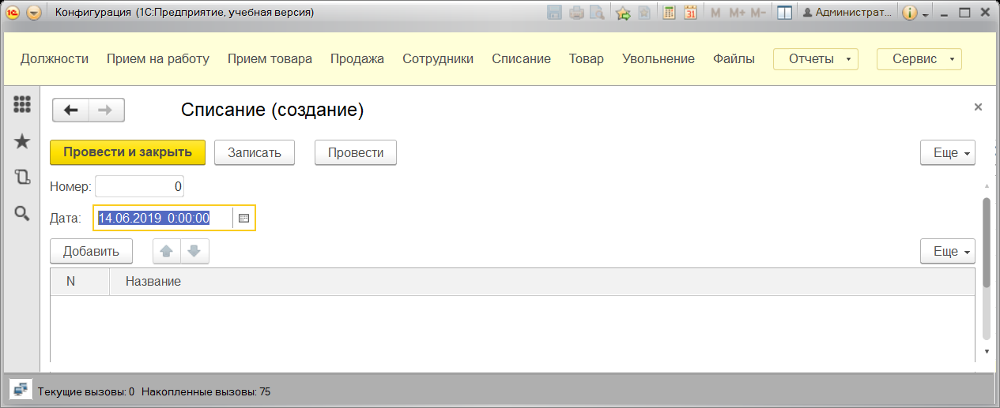 Конфигурация (1С:Предприятие, учебная версия) 31 M M+ M- Администрат...
Должности Прием на работу Прием товара Продажа Сотрудники Списание Товар Увольнение Файлы Отчеты Сервис
Списание (создание)
Провести и закрыть Записать Провести Еще
Номер: 0
Дата: 14.06.2019 0:00:00
Добавить Еще
N Название
Текущие вызовы: 0 Накопленные вызовы: 75